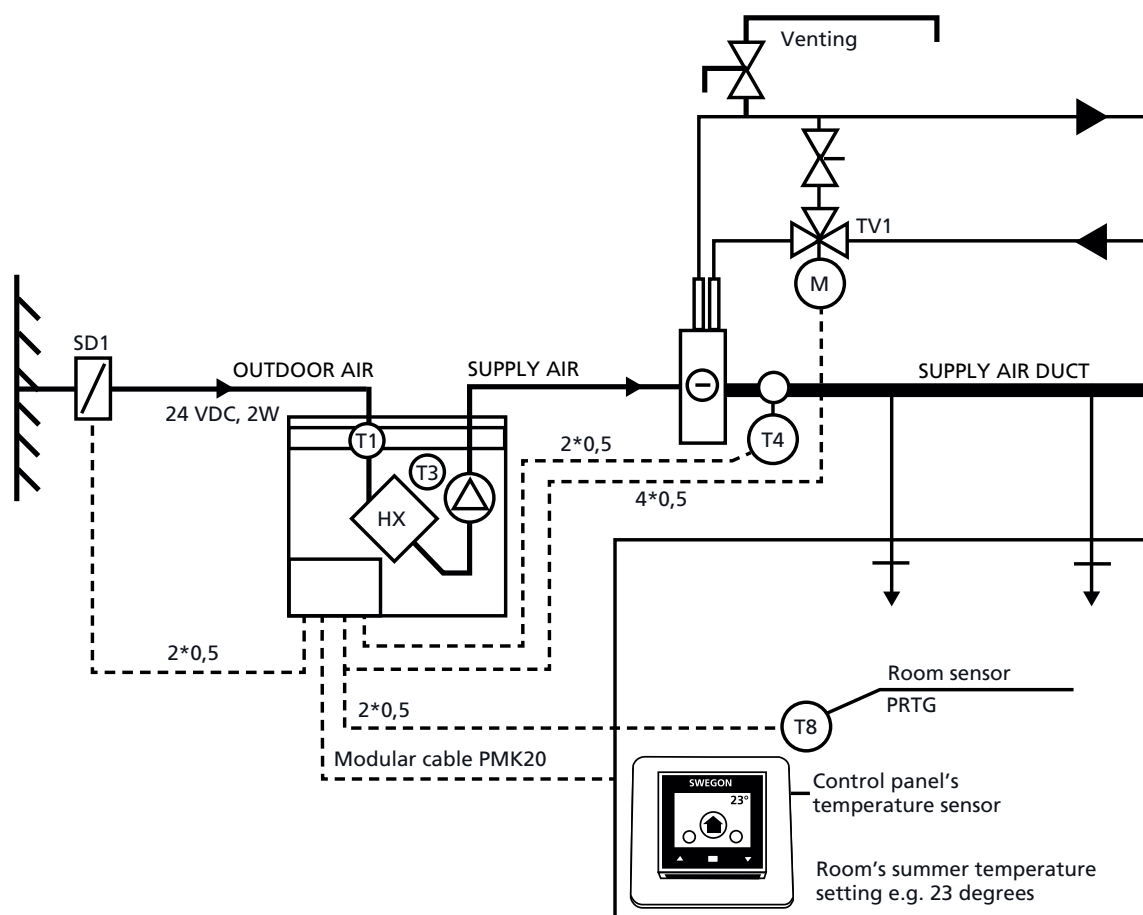 Venting
TV1
M
SD1
OUTDOOR AIR
SUPPLY AIR
SUPPLY AIR DUCT
24 VDC, 2W
T1
2*0,5
T4
T3
4*0,5
HX
2*0,5
Room sensor
PRTG
2*0,5
T8
Modular cable PMK20
SWEGON
23°
Control panel's
temperature sensor
Room's summer temperature
setting e.g. 23 degrees